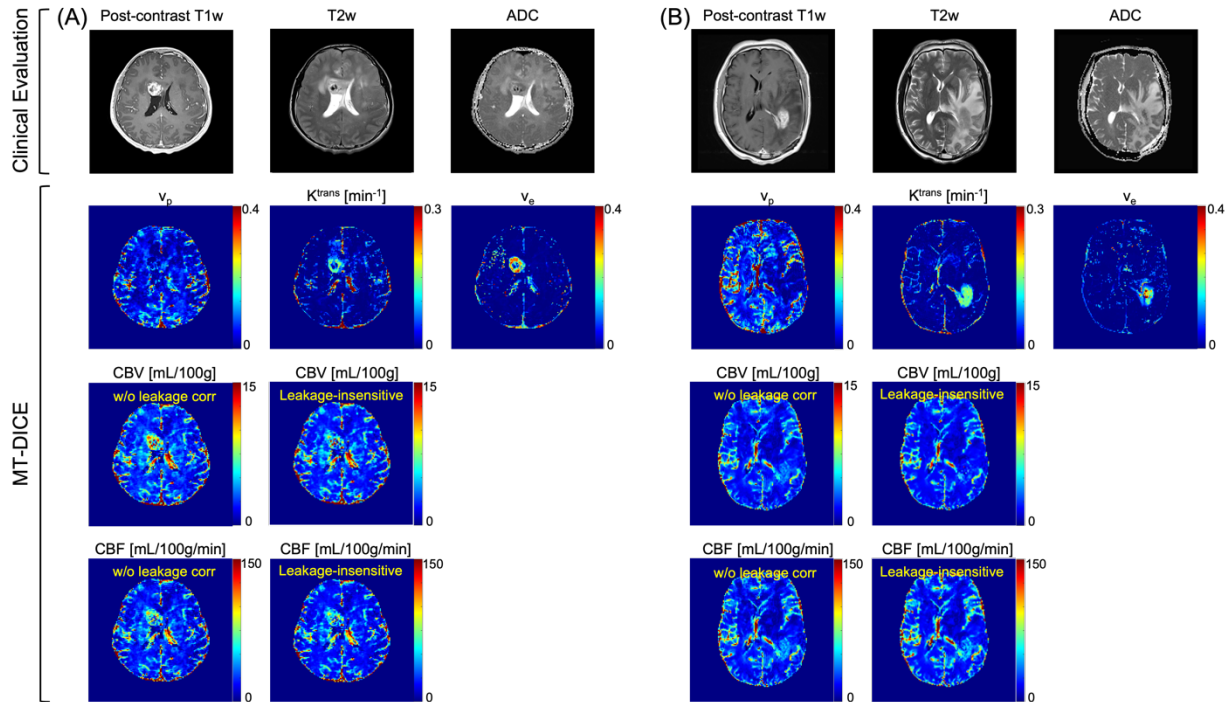 (A)
Clinical Evaluation
Post-contrast T1w T2w ADC
(B)
Post-contrast T1w T2w ADC
MT-DICE
vₚ Kᵗʳᵃⁿˢ [min⁻¹] vₑ
0.4 0.3 0.4
0 0 0
vₚ Kᵗʳᵃⁿˢ [min⁻¹] vₑ
0.4 0.3 0.4
0 0 0
CBV [mL/100g] CBV [mL/100g]
w/o leakage corr Leakage-insensitive
15 15
0 0
CBV [mL/100g] CBV [mL/100g]
w/o leakage corr Leakage-insensitive
15 15
0 0
CBF [mL/100g/min] CBF [mL/100g/min]
w/o leakage corr Leakage-insensitive
150 150
0 0
CBF [mL/100g/min] CBF [mL/100g/min]
w/o leakage corr Leakage-insensitive
150 150
0 0